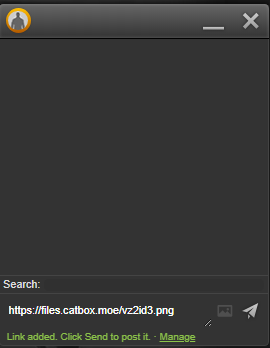 Search:
https://files.catbox.moe/vz2id3.png
Link added. Click Send to post it. · Manage